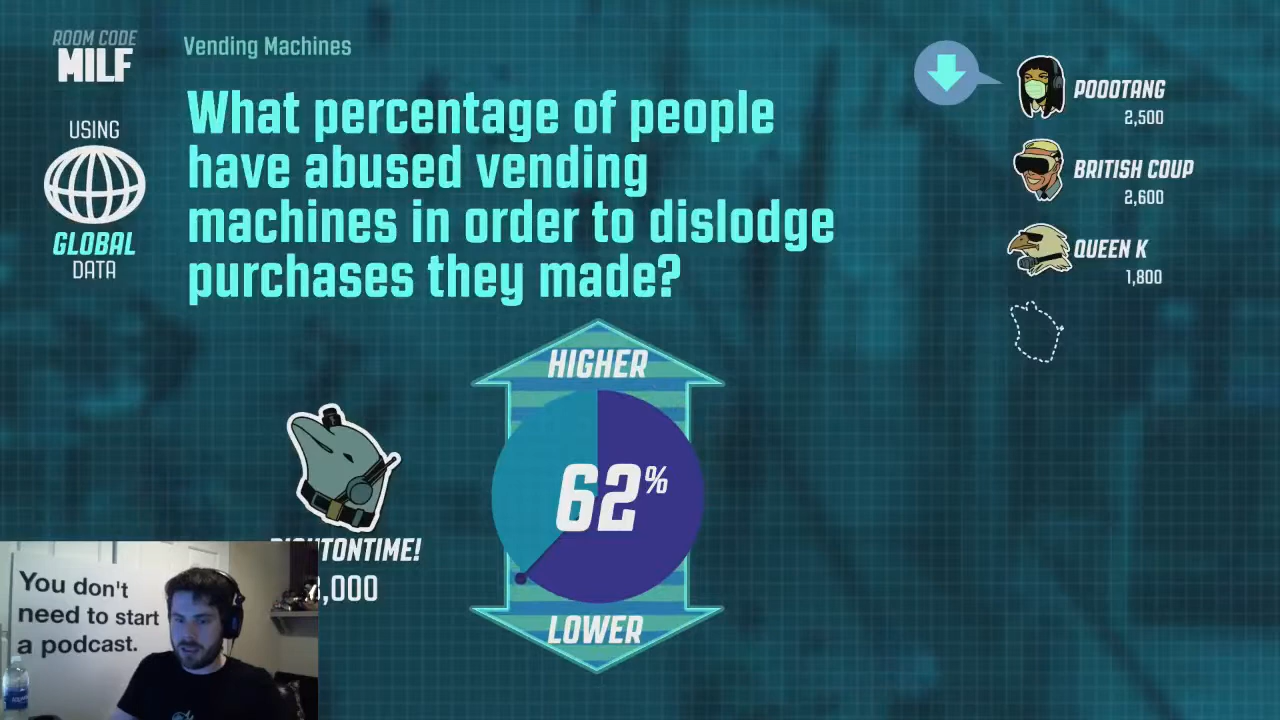 ROOM CODE
MILF
USING
GLOBAL
DATA
Vending Machines
What percentage of people
have abused vending
machines in order to dislodge
purchases they made?
POOOTANG
2,500
BRITISH COUP
2,600
QUEEN K
1,800
HIGHER
62%
LOWER
You don't
need to start
a podcast.